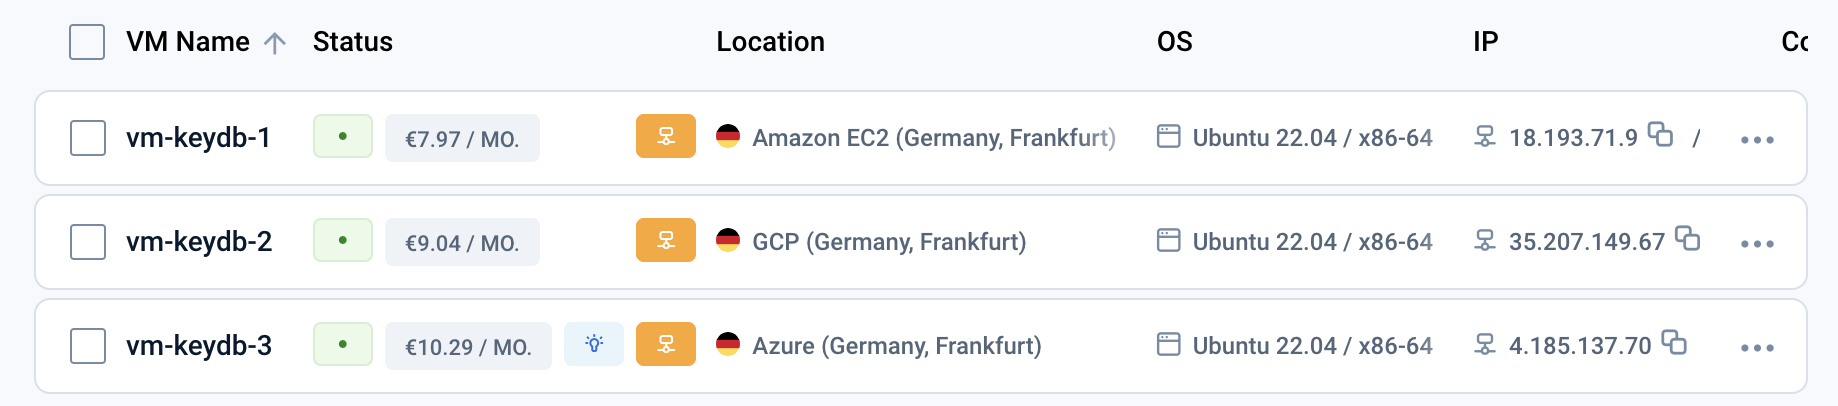 VM Name Status Location OS IP Co
vm-keydb-1 €7.97 / MO. Amazon EC2 (Germany, Frankfurt) Ubuntu 22.04 / x86-64 18.193.71.9 /
vm-keydb-2 €9.04 / MO. GCP (Germany, Frankfurt) Ubuntu 22.04 / x86-64 35.207.149.67
vm-keydb-3 €10.29 / MO. Azure (Germany, Frankfurt) Ubuntu 22.04 / x86-64 4.185.137.70